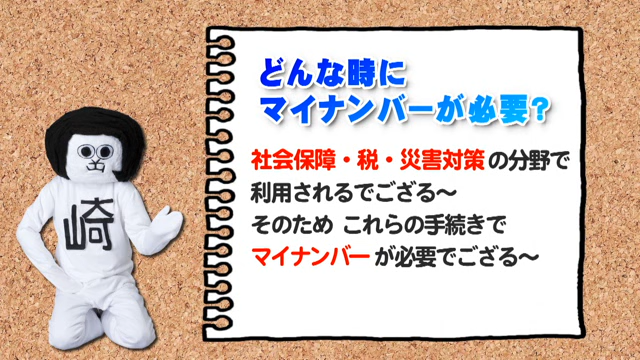 どんな時に
マイナンバーが必要?
社会保障・税・災害対策の分野で
利用されるでござる〜
そのため これらの手続きで
マイナンバーが必要でござる〜
崎